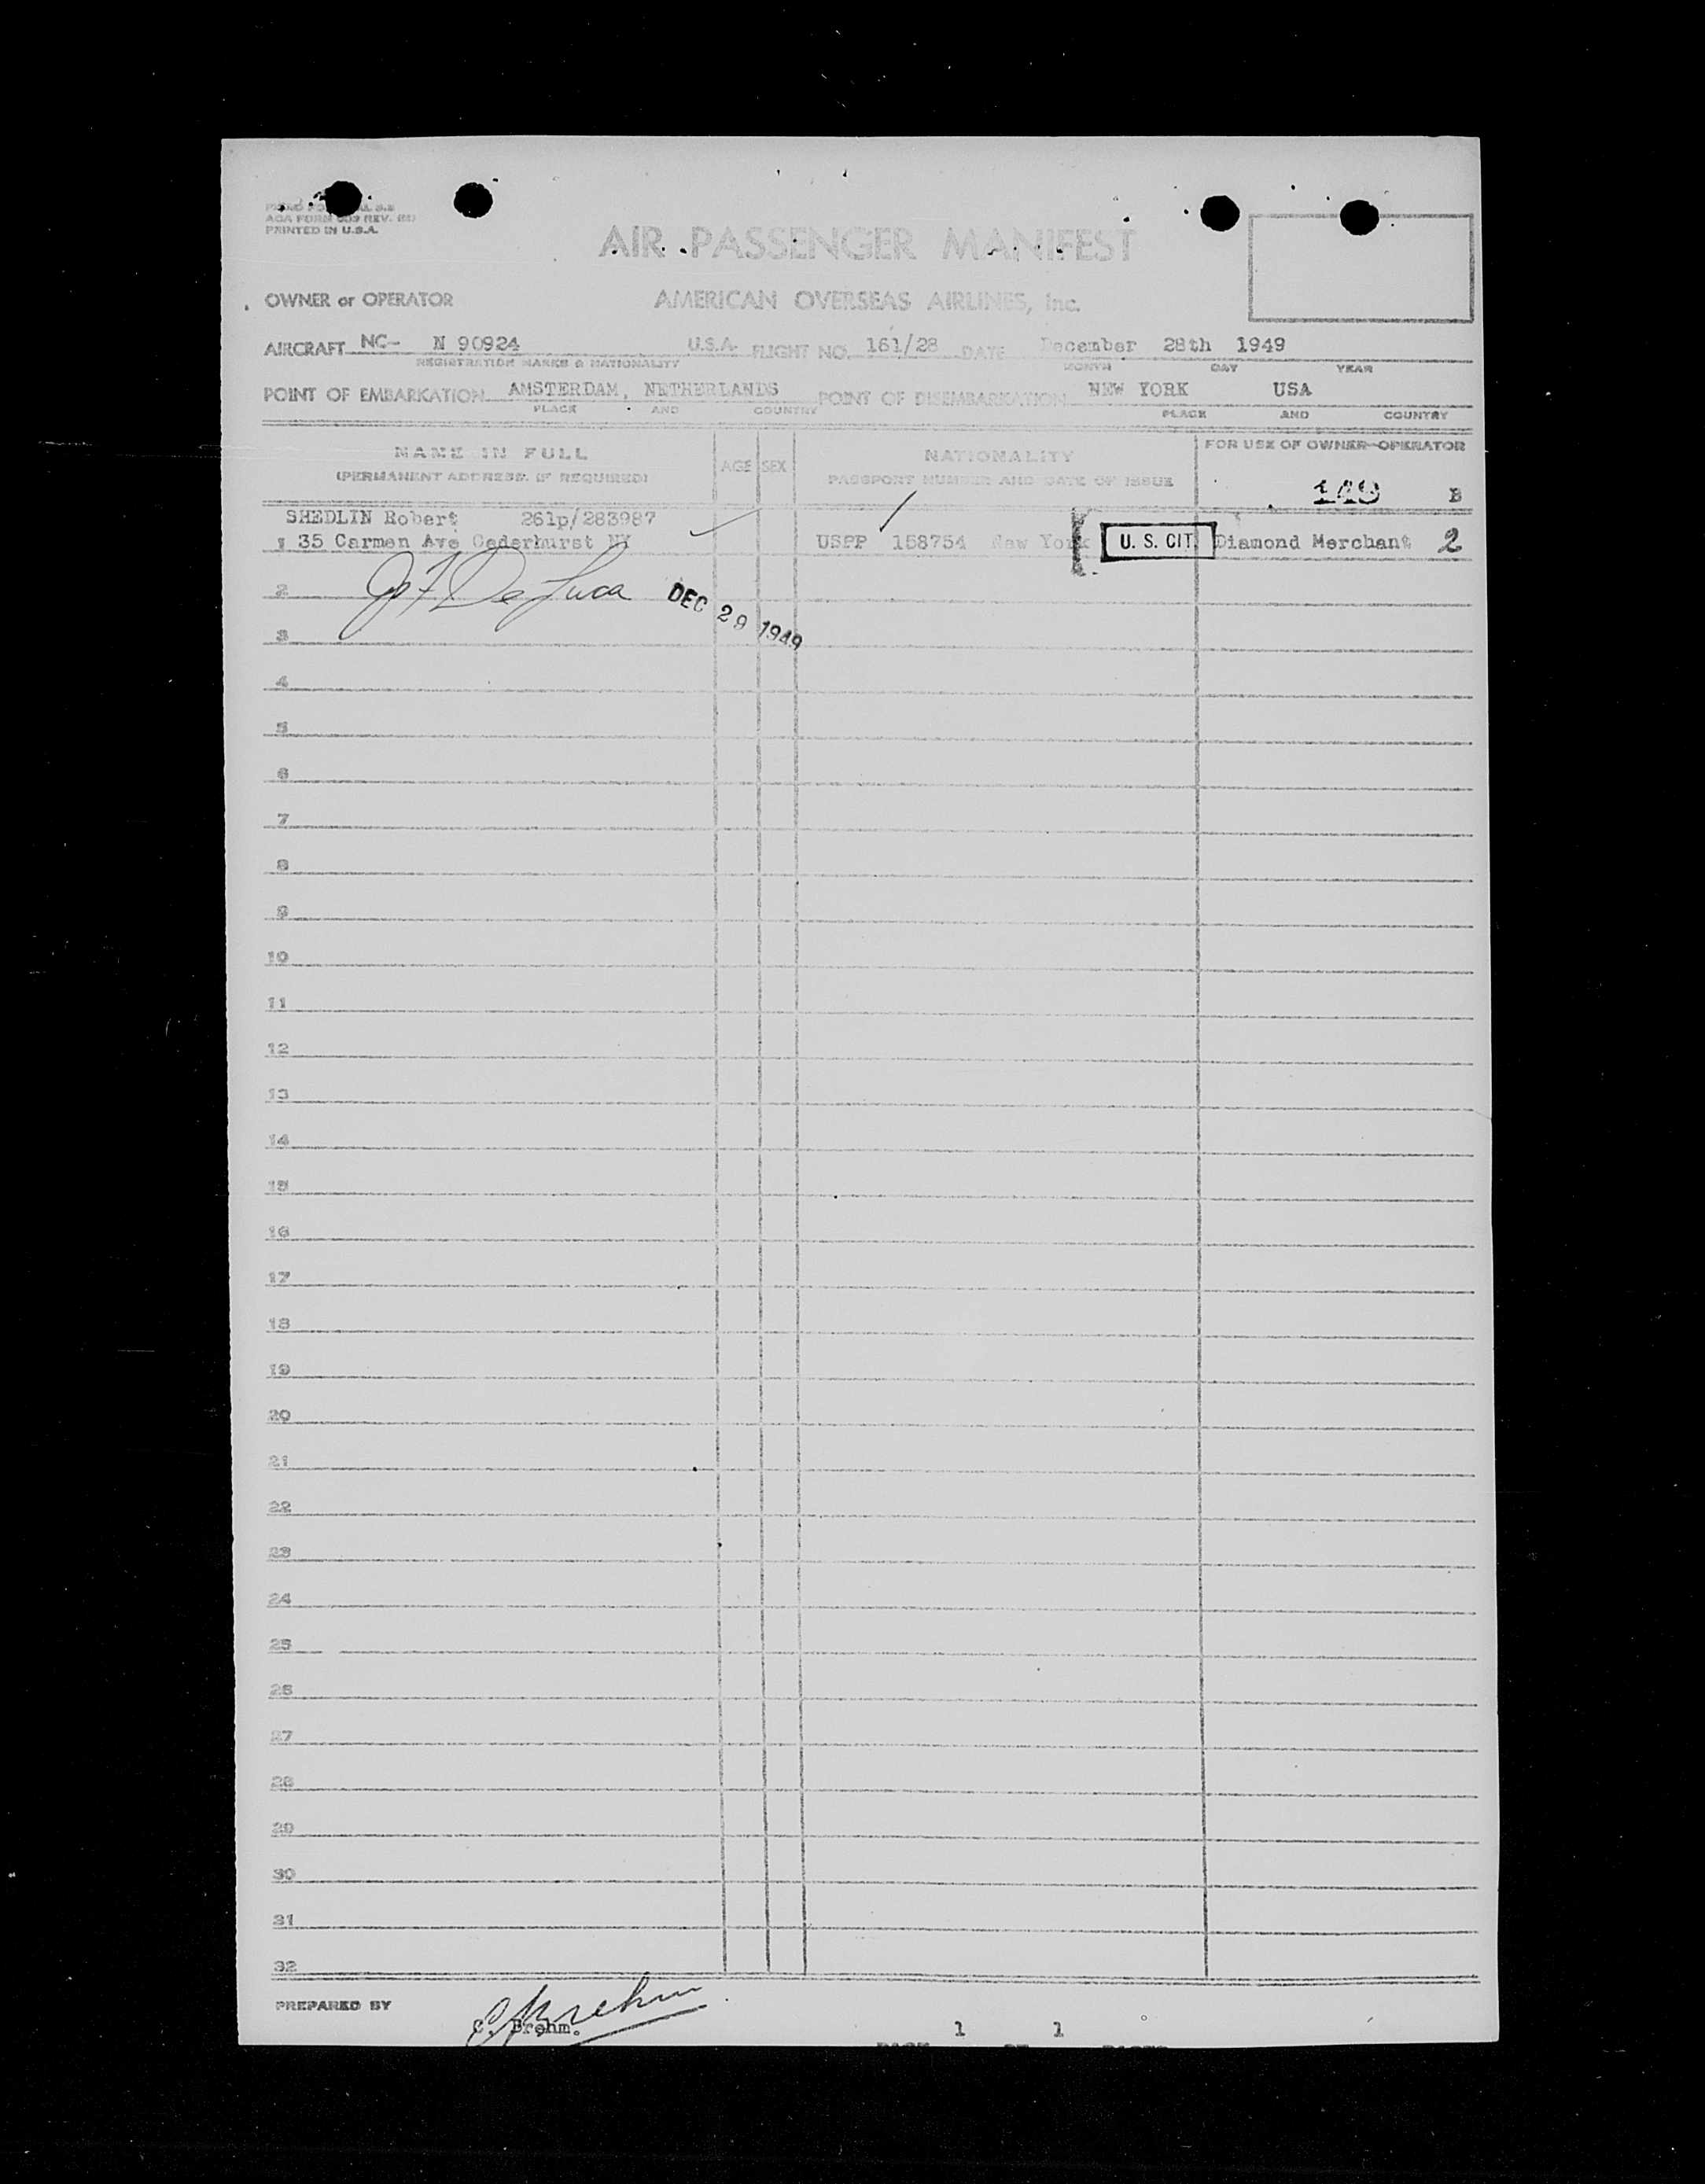 AOA FORM REV.
PRINTED IN U.S.A.
AIR PASSENGER MANIFEST
OWNER or OPERATOR AMERICAN OVERSEAS AIRLINES, Inc.
AIRCRAFT NC- N 90924 U.S.A. FLIGHT NO. 161/28 DATE December 28th 1949
REGISTRATION MARKS & NATIONALITY MONTH DAY YEAR
POINT OF EMBARKATION AMSTERDAM, NETHERLANDS POINT OF DISEMBARKATION NEW YORK USA
PLACE AND COUNTRY PLACE AND COUNTRY
NAME IN FULL AGE SEX NATIONALITY FOR USE OF OWNER-OPERATOR
(PERMANENT ADDRESS, IF REQUIRED) PASSPORT NUMBER AND DATE OF ISSUE
B
SHEDLIN Robert 261p/283987
1 35 Carmen Ave Cederhurst NY USPP 158754 New York U. S. CIT. Diamond Merchant 2
2 De Luca DEC 29 1949
3
4
5
6
7
8
9
10
11
12
13
14
15
16
17
18
19
20
21
22
23
24
25
26
27
28
29
30
31
32
PREPARED BY C Brehm
C. Brehm. 1 1